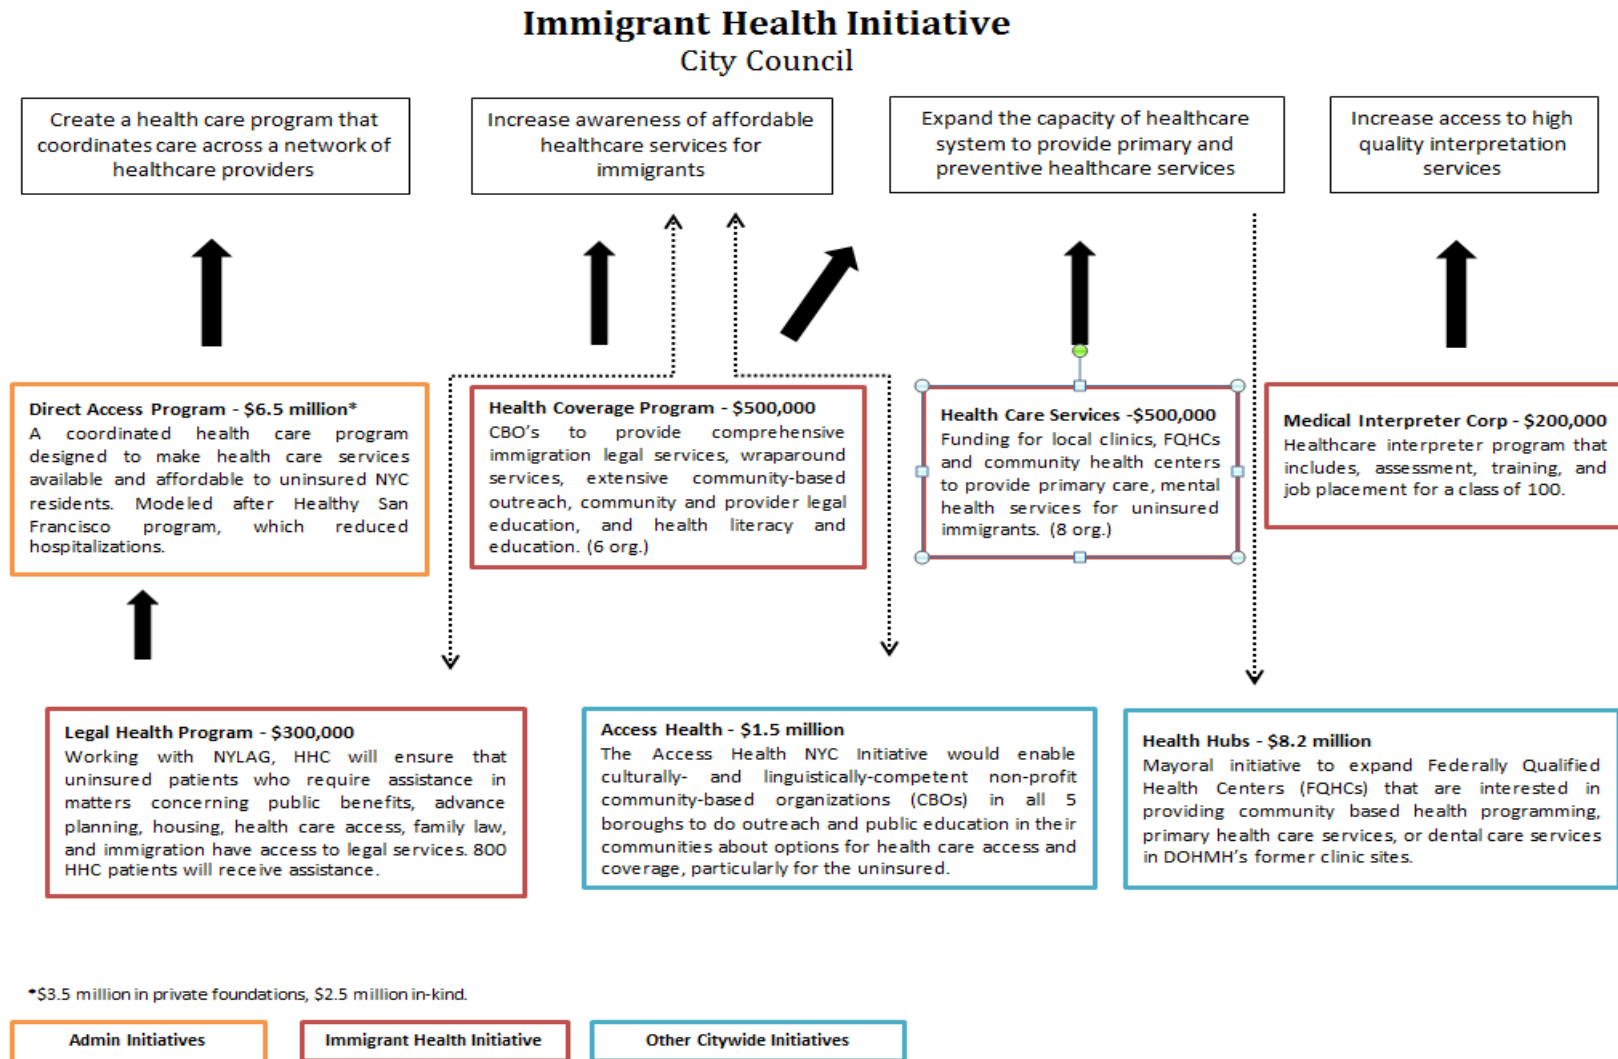 Immigrant Health Initiative
City Council
Create a health care program that
coordinates care across a network of
healthcare providers
Increase awareness of affordable
healthcare services for
immigrants
Expand the capacity of healthcare
system to provide primary and
preventive healthcare services
Increase access to high
quality interpretation
services
Direct Access Program - $6.5 million*
A coordinated health care program
designed to make health care services
available and affordable to uninsured NYC
residents. Modeled after Healthy San
Francisco program, which reduced
hospitalizations.
Health Coverage Program - $500,000
CBO's to provide comprehensive
immigration legal services, wraparound
services, extensive community-based
outreach, community and provider legal
education, and health literacy and
education. (6 org.)
Health Care Services -$500,000
Funding for local clinics, FQHCs
and community health centers
to provide primary care, mental
health services for uninsured
immigrants. (8 org.)
Medical Interpreter Corp - $200,000
Healthcare interpreter program that
includes, assessment, training, and
job placement for a class of 100.
Legal Health Program - $300,000
Working with NYLAG, HHC will ensure that
uninsured patients who require assistance in
matters concerning public benefits, advance
planning, housing, health care access, family law,
and immigration have access to legal services. 800
HHC patients will receive assistance.
Access Health - $1.5 million
The Access Health NYC Initiative would enable
culturally- and linguistically-competent non-profit
community-based organizations (CBOs) in all 5
boroughs to do outreach and public education in their
communities about options for health care access and
coverage, particularly for the uninsured.
Health Hubs - $8.2 million
Mayoral initiative to expand Federally Qualified
Health Centers (FQHCs) that are interested in
providing community based health programming,
primary health care services, or dental care services
in DOHMH's former clinic sites.
*$3.5 million in private foundations, $2.5 million in-kind.
Admin Initiatives
Immigrant Health Initiative
Other Citywide Initiatives